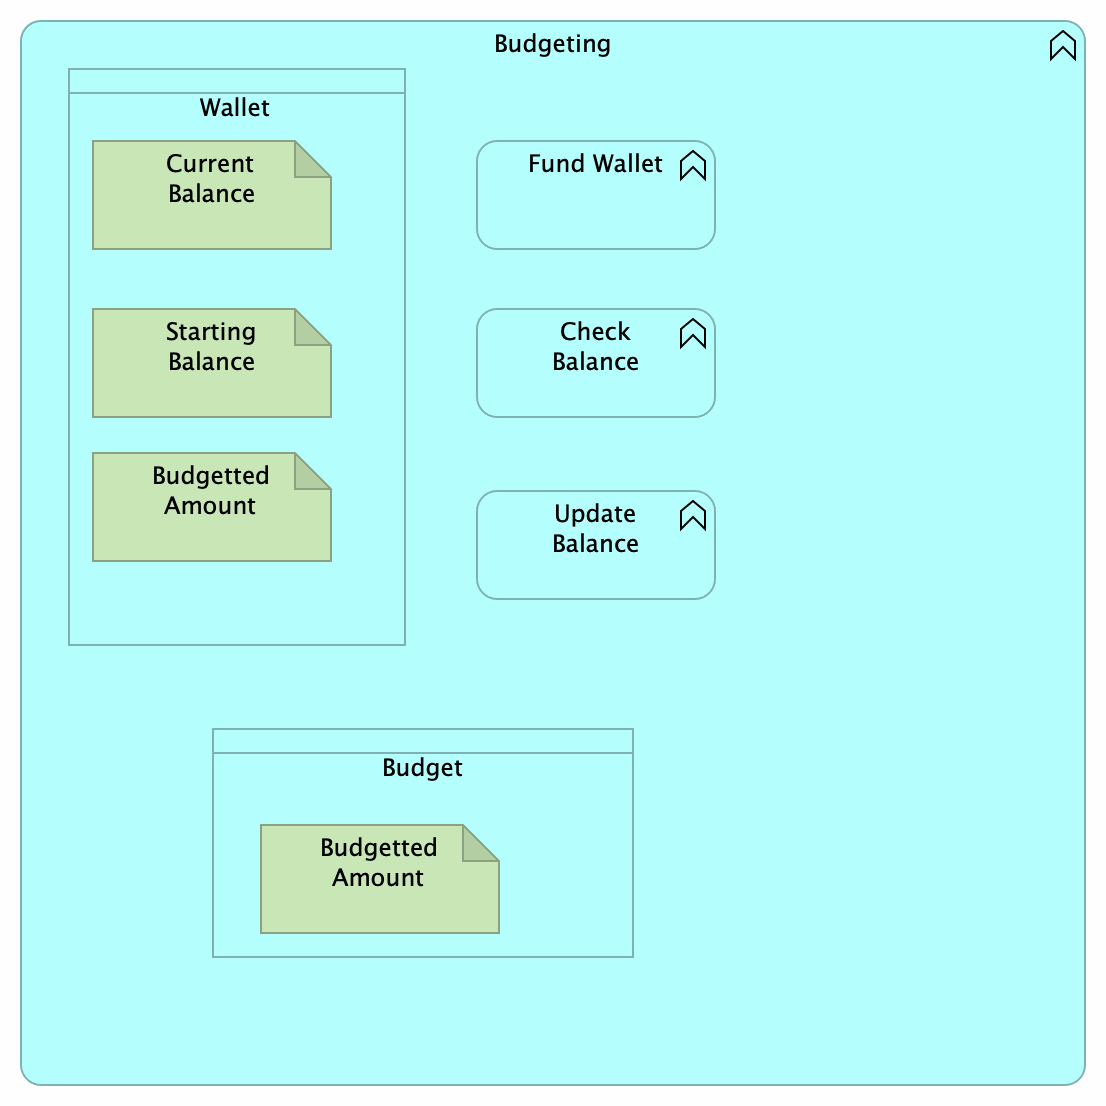 Budgeting
Wallet
Current
Balance
Starting
Balance
Budgetted
Amount
Fund Wallet
Check
Balance
Update
Balance
Budget
Budgetted
Amount